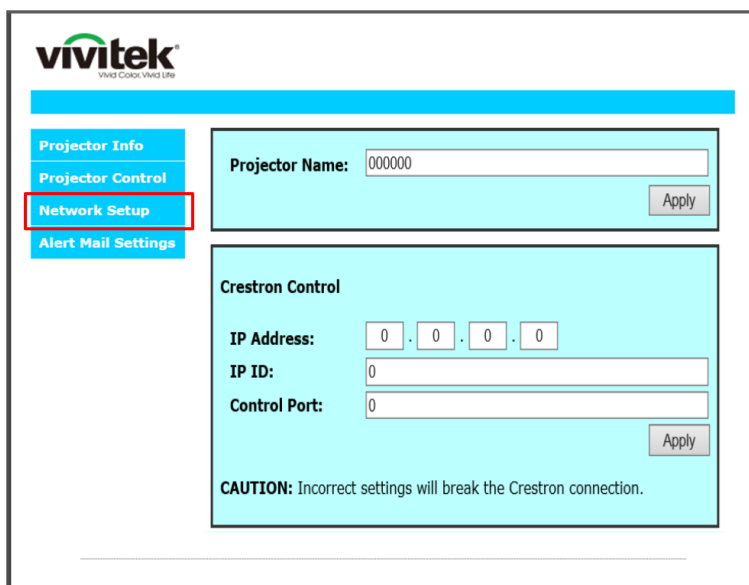 vivitek®
Vivid Color, Vivid Life
Projector Info
Projector Control
Network Setup
Alert Mail Settings
Projector Name: 000000
Apply
Crestron Control
IP Address: 0 . 0 . 0 . 0
IP ID: 0
Control Port: 0
Apply
CAUTION: Incorrect settings will break the Crestron connection.